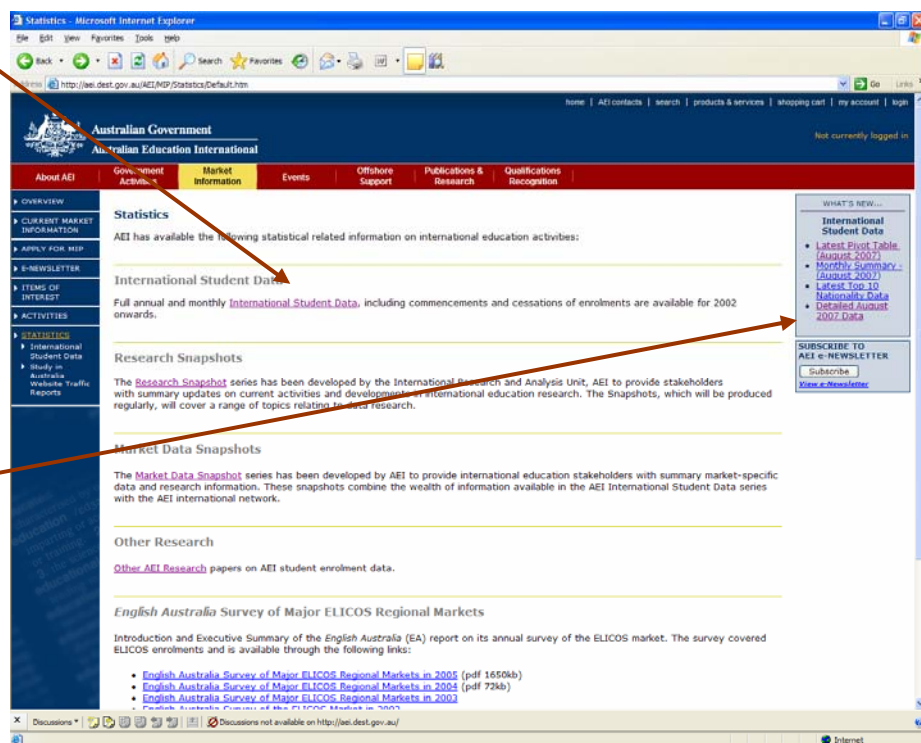 Statistics - Microsoft Internet Explorer
File Edit View Favorites Tools Help
Back Search Favorites
Address http://aei.dest.gov.au/AEI/MIP/Statistics/Default.htm Go Links
home | AEI contacts | search | products & services | shopping cart | my account | login
Australian Government
Australian Education International
Not currently logged in
About AEI
Government Activities
Market Information
Events
Offshore Support
Publications & Research
Qualifications Recognition
OVERVIEW
CURRENT MARKET
INFORMATION
APPLY FOR MIP
E-NEWSLETTER
ITEMS OF
INTEREST
ACTIVITIES
STATISTICS
International
Student Data
Study in
Australia
Website Traffic
Reports
Statistics
AEI has available the following statistical related information on international education activities:
International Student Data
Full annual and monthly International Student Data, including commencements and cessations of enrolments are available for 2002
onwards.
Research Snapshots
The Research Snapshot series has been developed by the International Research and Analysis Unit, AEI to provide stakeholders
with summary updates on current activities and developments in international education research. The Snapshots, which will be produced
regularly, will cover a range of topics relating to data research.
Market Data Snapshots
The Market Data Snapshot series has been developed by AEI to provide international education stakeholders with summary market-specific
data and research information. These snapshots combine the wealth of information available in the AEI International Student Data series
with the AEI international network.
Other Research
Other AEI Research papers on AEI student enrolment data.
English Australia Survey of Major ELICOS Regional Markets
Introduction and Executive Summary of the English Australia (EA) report on its annual survey of the ELICOS market. The survey covered
ELICOS enrolments and is available through the following links:
English Australia Survey of Major ELICOS Regional Markets in 2005 (pdf 1650kb)
English Australia Survey of Major ELICOS Regional Markets in 2004 (pdf 72kb)
English Australia Survey of Major ELICOS Regional Markets in 2003
English Australia Survey of the ELICOS Market in 2002
WHAT'S NEW...
International
Student Data
Latest Pivot Table
(August 2007)
Monthly Summary -
(August 2007)
Latest Top 10
Nationality Data
Detailed August
2007 Data
SUBSCRIBE TO
AEI e-NEWSLETTER
Subscribe
View e-Newsletter
Discussions Discussions not available on http://aei.dest.gov.au/
Internet